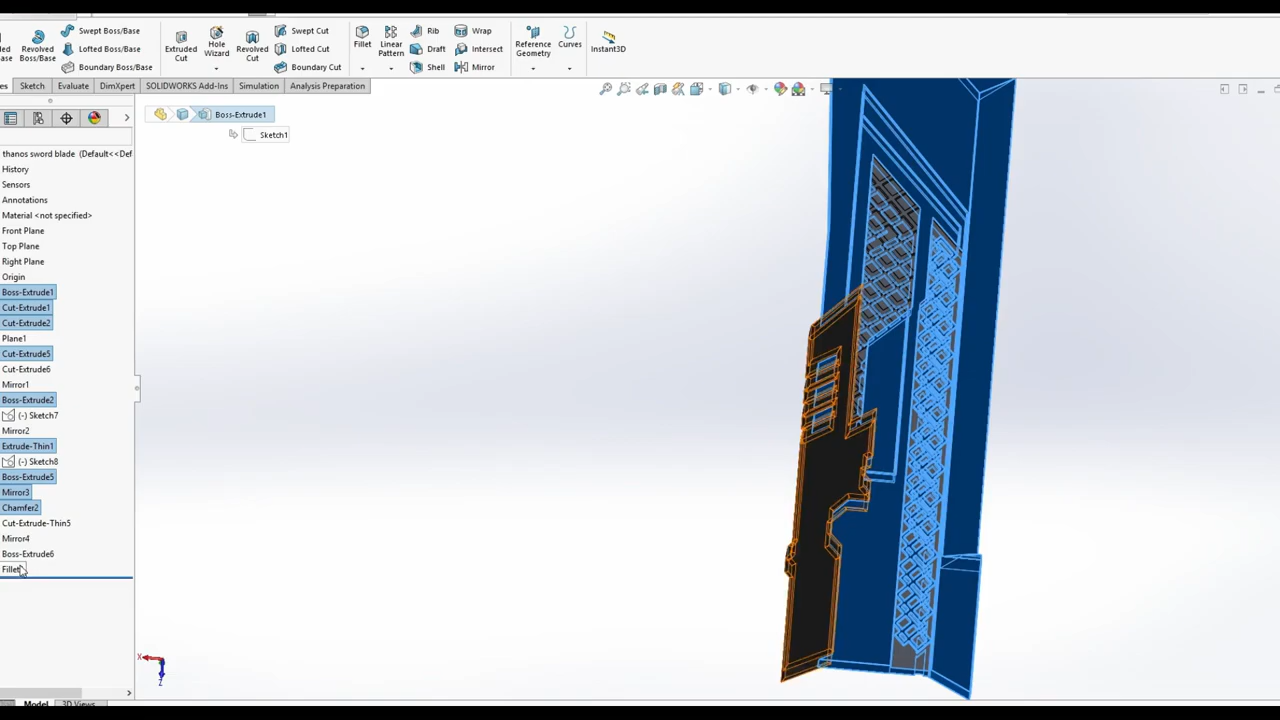 Revolved Boss/Base
Swept Boss/Base
Lofted Boss/Base
Boundary Boss/Base
Extruded Cut
Hole Wizard
Revolved Cut
Swept Cut
Lofted Cut
Boundary Cut
Fillet
Linear Pattern
Rib
Draft
Shell
Wrap
Intersect
Mirror
Reference Geometry
Curves
Instant3D
Sketch
Evaluate
DimXpert
SOLIDWORKS Add-Ins
Simulation
Analysis Preparation
Boss-Extrude1
Sketch1
thanos sword blade (Default<<Def
History
Sensors
Annotations
Material <not specified>
Front Plane
Top Plane
Right Plane
Origin
Boss-Extrude1
Cut-Extrude1
Cut-Extrude2
Plane1
Cut-Extrude5
Cut-Extrude6
Mirror1
Boss-Extrude2
(-) Sketch7
Mirror2
Extrude-Thin1
(-) Sketch8
Boss-Extrude5
Mirror3
Chamfer2
Cut-Extrude-Thin5
Mirror4
Boss-Extrude6
Fillet
X
Z
Model
3D Views